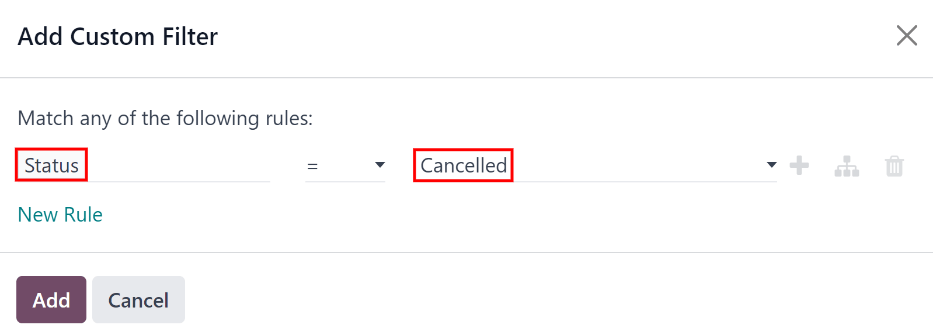 Add Custom Filter
Match any of the following rules:
Status = Cancelled
New Rule
Add Cancel